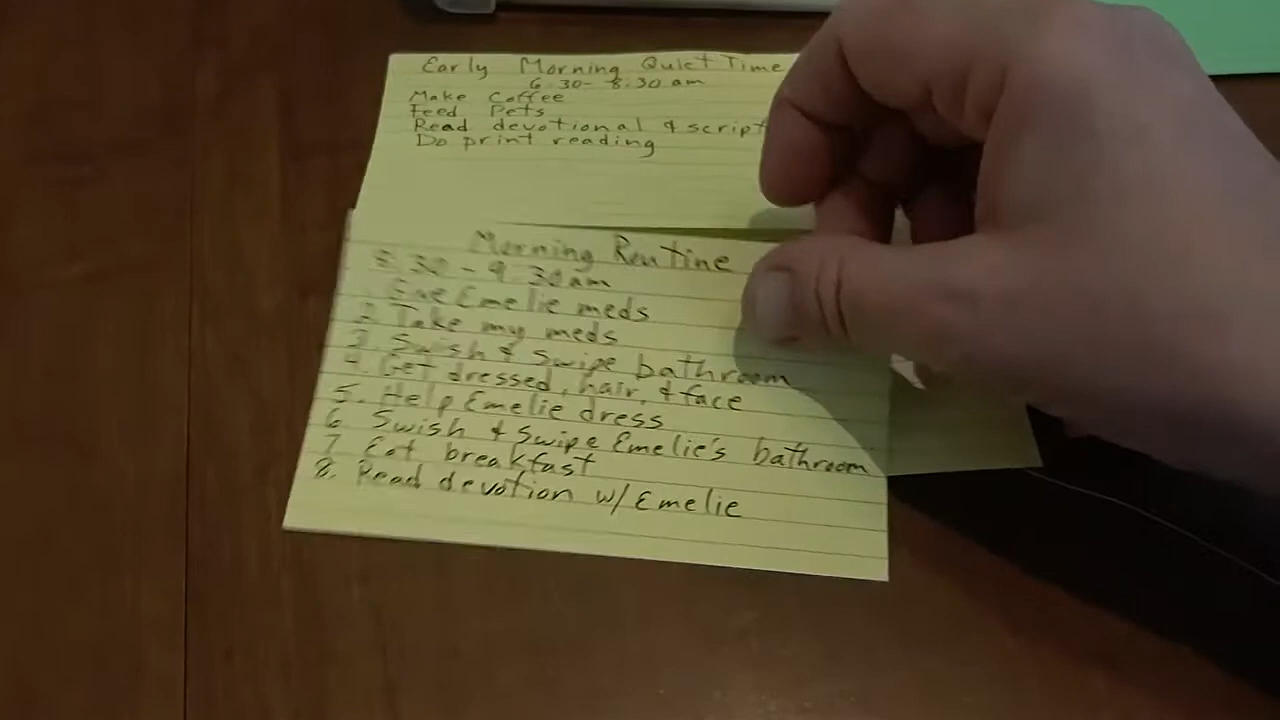 Early Morning Quiet Time
6:30- 8:30 am
Make Coffee
Feed Pets
Read devotional & script
Do print reading
Morning Routine
8:30 - 9:30am
Emelie meds
2. Take my meds
3. Swish & Swipe bathroom
4. Get dressed, hair, & face
5. Help Emelie dress
6 Swish & Swipe Emelie's bathroom
7 Eat breakfast
8. Read devotion w/ Emelie